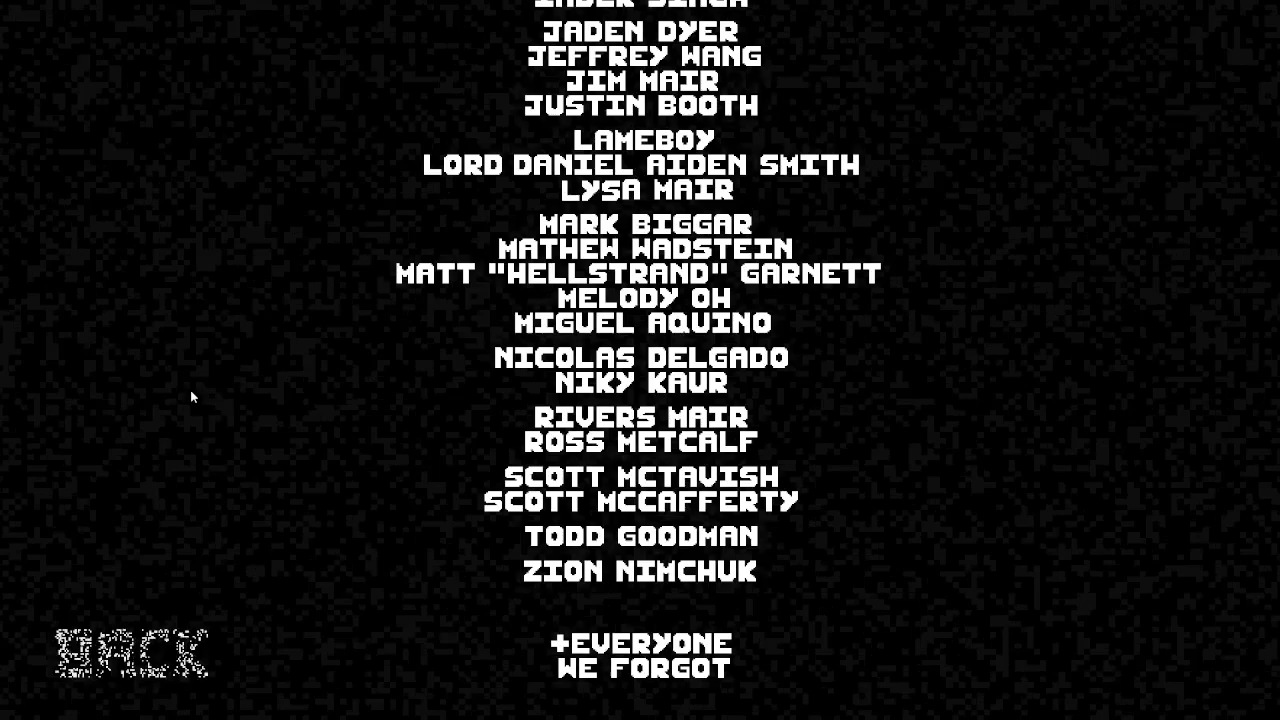 JADEN DYER
JEFFREY WANG
JIM MAIR
JUSTIN BOOTH
LAMEBOY
LORD DANIEL AIDEN SMITH
LYSA MAIR
MARK BIGGAR
MATHEW WADSTEIN
MATT "HELLSTRAND" GARNETT
MELODY OH
MIGUEL AQUINO
NICOLAS DELGADO
NIKY KAUR
RIVERS MAIR
ROSS METCALF
SCOTT MCTAVISH
SCOTT MCCAFFERTY
TODD GOODMAN
ZION NIMCHUK
+EVERYONE
WE FORGOT
BACK